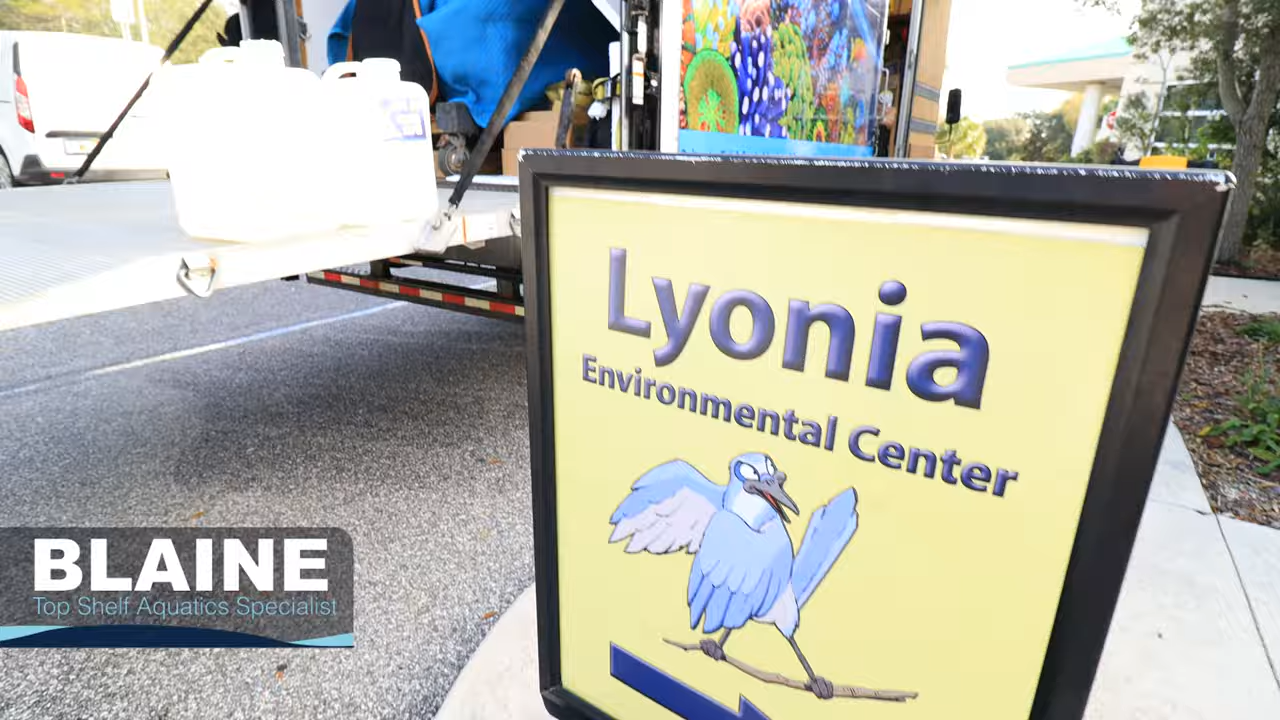 Lyonia
Environmental Center
BLAINE
Top Shelf Aquatics Specialist